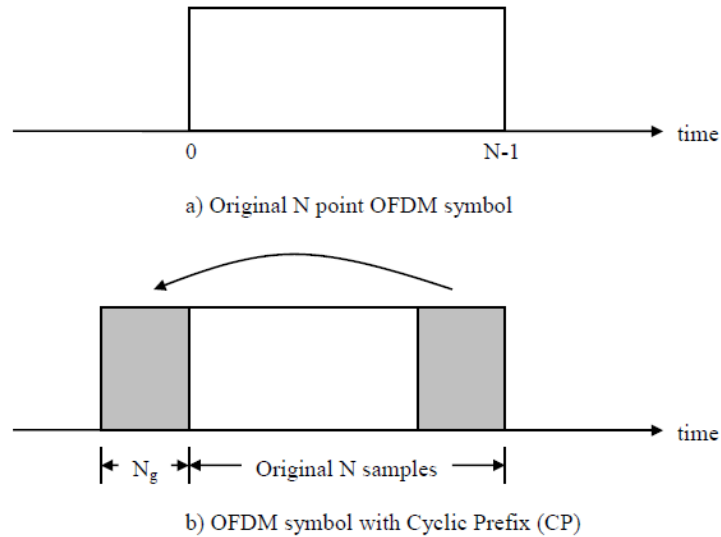 time
0
N-1
a) Original N point OFDM symbol
time
Ng
Original N samples
b) OFDM symbol with Cyclic Prefix (CP)